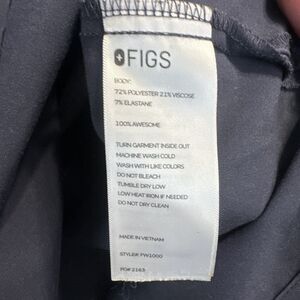 FIGS
BODY:
72% POLYESTER 21% VISCOSE
7% ELASTANE
100% AWESOME
TURN GARMENT INSIDE OUT
MACHINE WASH COLD
WASH WITH LIKE COLORS
DO NOT BLEACH
TUMBLE DRY LOW
LOW HEAT IRON IF NEEDED
DO NOT DRY CLEAN
MADE IN VIETNAM
STYLE# FW1000
PO# 2163